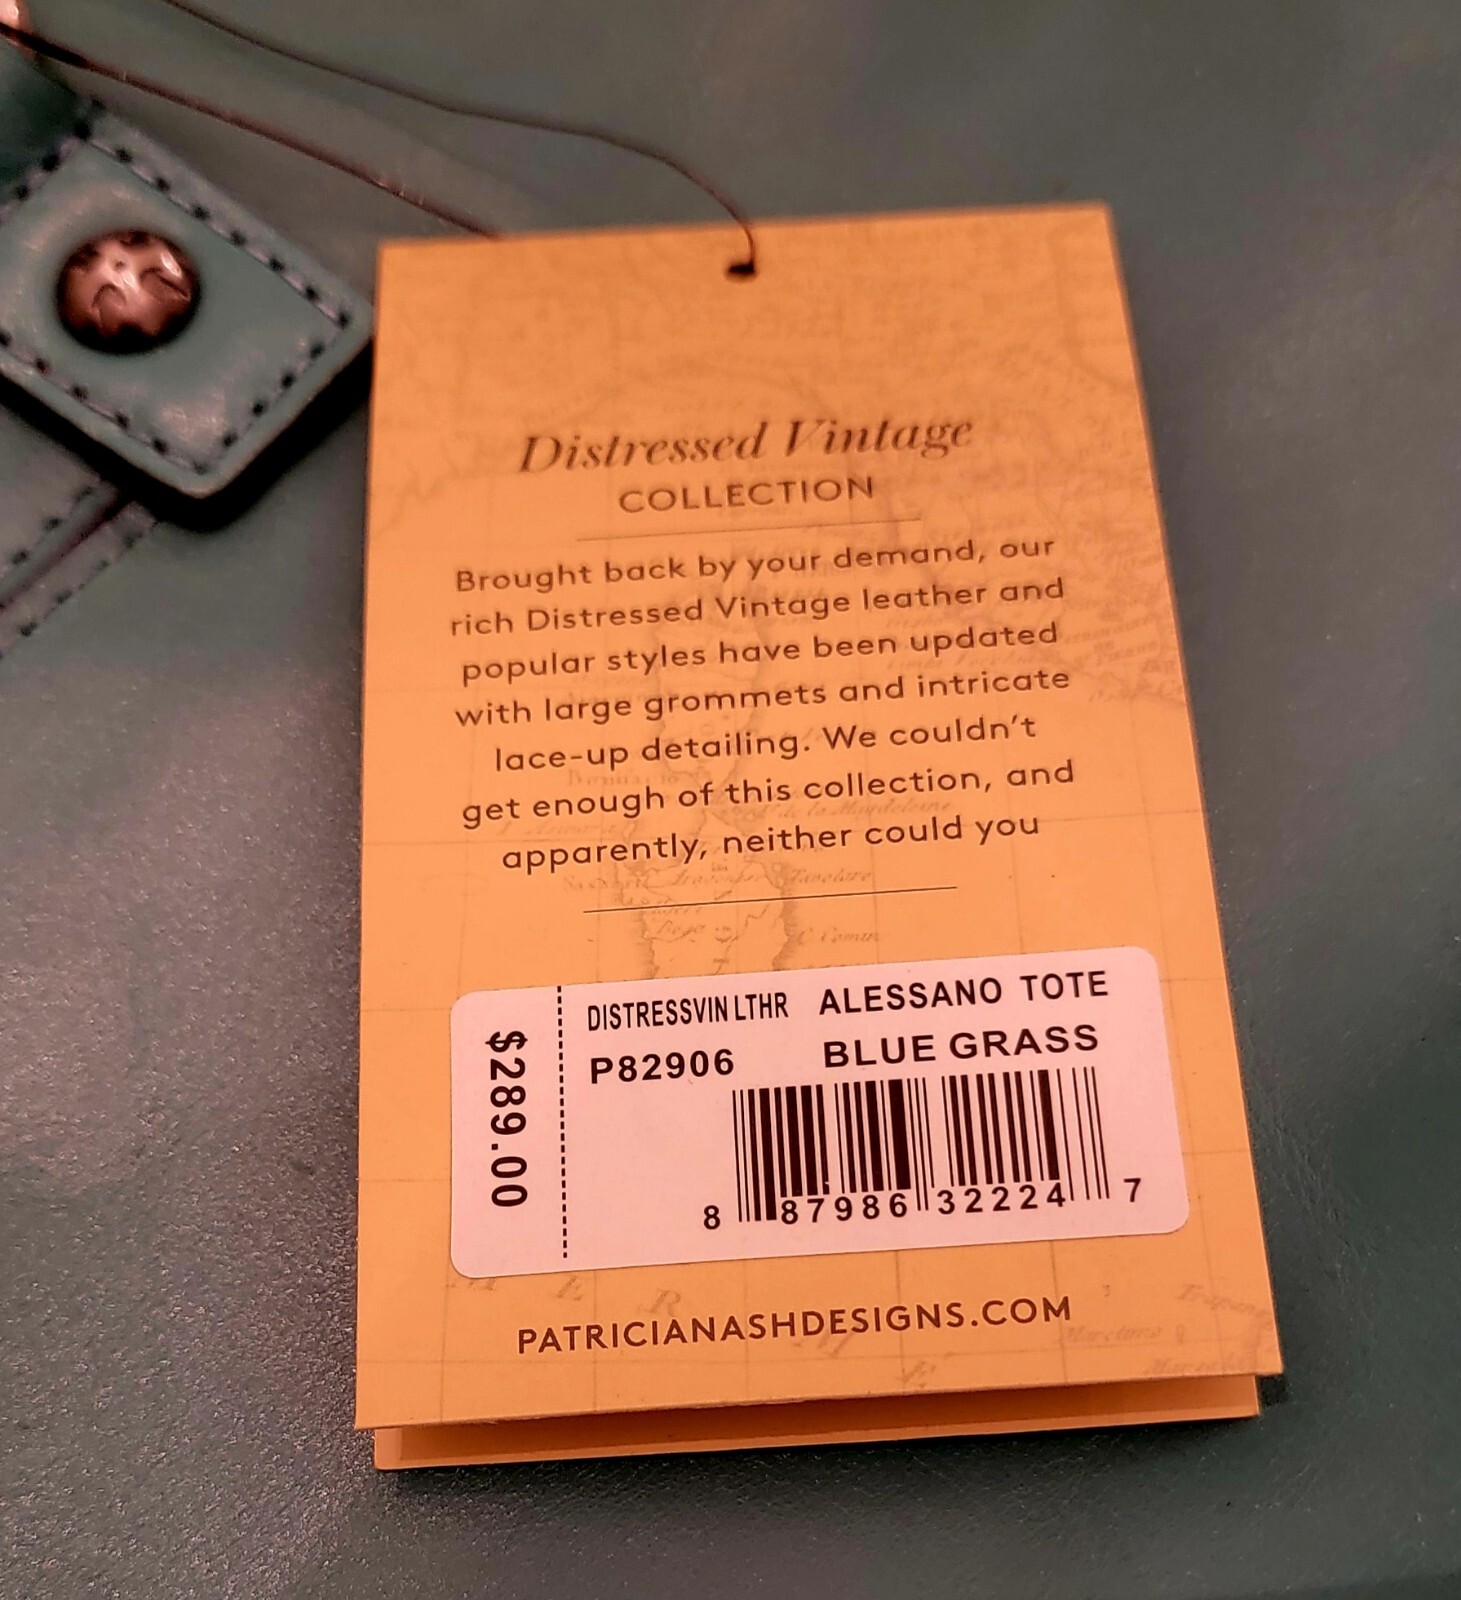 Distressed Vintage
COLLECTION
Brought back by your demand, our
rich Distressed Vintage leather and
popular styles have been updated
with large grommets and intricate
lace-up detailing. We couldn't
get enough of this collection, and
apparently, neither could you
$289.00
DISTRESSVIN LTHR ALESSANO TOTE
P82906 BLUE GRASS
8 87986 32224 7
PATRICIANASHDESIGNS.COM